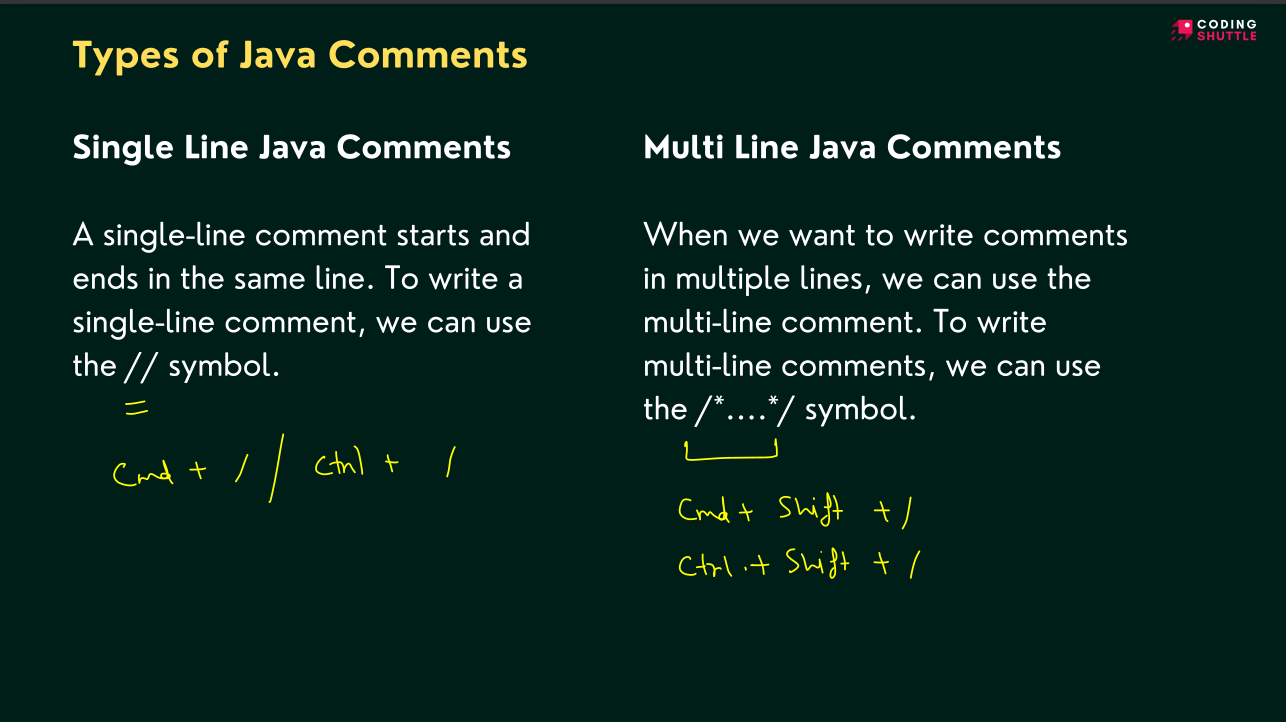 CODING
SHUTTLE
Types of Java Comments
Single Line Java Comments
A single-line comment starts and
ends in the same line. To write a
single-line comment, we can use
the // symbol.
Cmd + / / Ctrl + /
Multi Line Java Comments
When we want to write comments
in multiple lines, we can use the
multi-line comment. To write
multi-line comments, we can use
the /*....*/ symbol.
Cmd + Shift + /
Ctrl + Shift + /